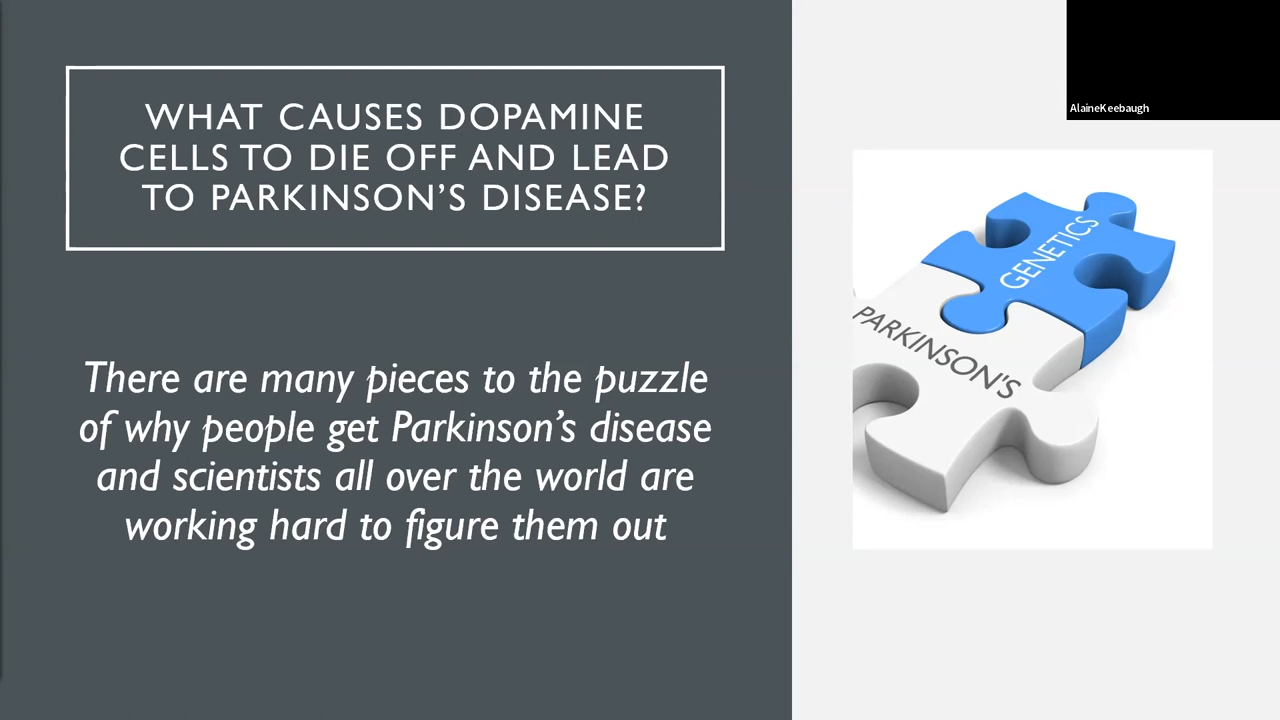 WHAT CAUSES DOPAMINE
CELLS TO DIE OFF AND LEAD
TO PARKINSON’S DISEASE?
There are many pieces to the puzzle
of why people get Parkinson’s disease
and scientists all over the world are
working hard to figure them out
AlaineKeebaugh
GENETICS
PARKINSON'S